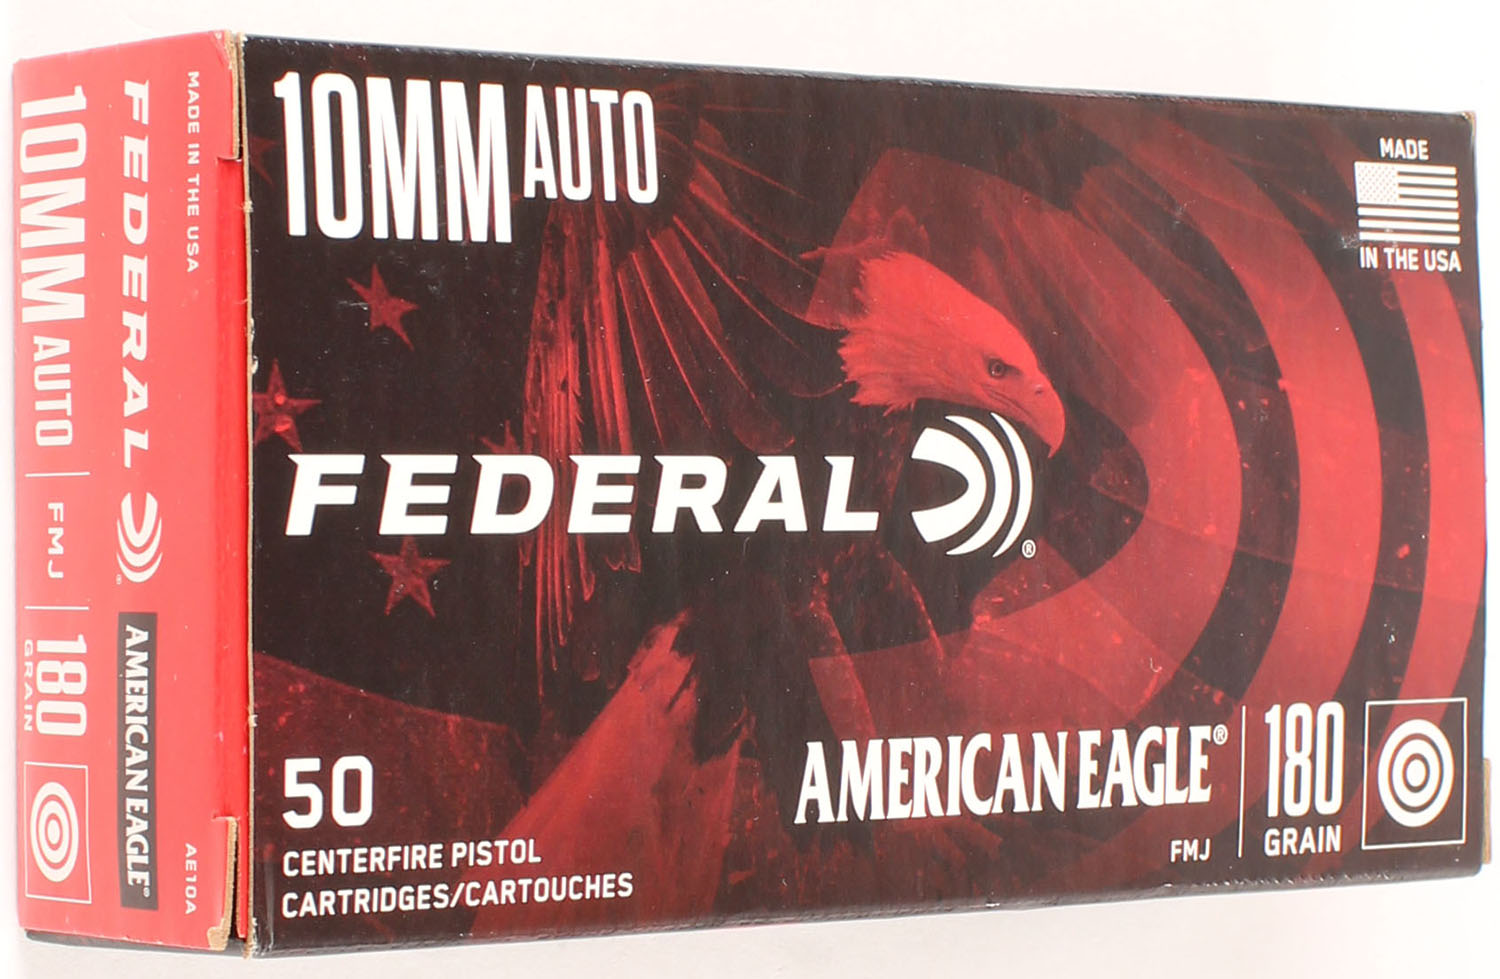 MADE IN THE USA
FEDERAL ®
AMERICAN EAGLE®
AE10A
10MM AUTO | FMJ | 180 GRAIN
10MM AUTO
MADE
IN THE USA
FEDERAL ®
50
CENTERFIRE PISTOL
CARTRIDGES/CARTOUCHES
AMERICAN EAGLE®
FMJ
180
GRAIN